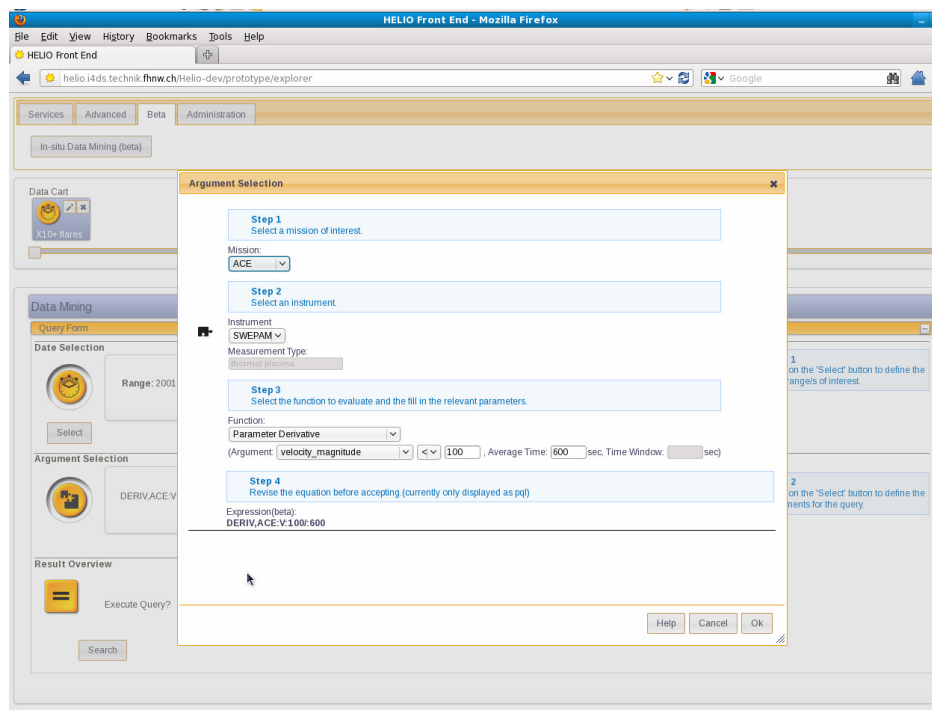 HELIO Front End - Mozilla Firefox
File Edit View History Bookmarks Tools Help
HELIO Front End
helio.i4ds.technik.fhnw.ch/Helio-dev/prototype/explorer
Google
Services Advanced Beta Administration
In-situ Data Mining (beta)
Data Cart
X10+ flares
Argument Selection
Step 1
Select a mission of interest.
Mission:
ACE
Step 2
Select an instrument.
Instrument
SWEPAM
Measurement Type:
thermal plasma
Step 3
Select the function to evaluate and the fill in the relevant parameters.
Function:
Parameter Derivative
(Argument: velocity_magnitude < 100 , Average Time: 600 sec, Time Window: sec)
Step 4
Revise the equation before accepting.(currently only displayed as pql)
Expression(beta):
DERIV,ACE:V:100/:600
Help Cancel Ok
Data Mining
Query Form
Date Selection
Range: 2001
Select
1
on the 'Select' button to define the
range/s of interest.
Argument Selection
DERIV,ACE:V
2
on the 'Select' button to define the
ments for the query.
Result Overview
=
Execute Query?
Search